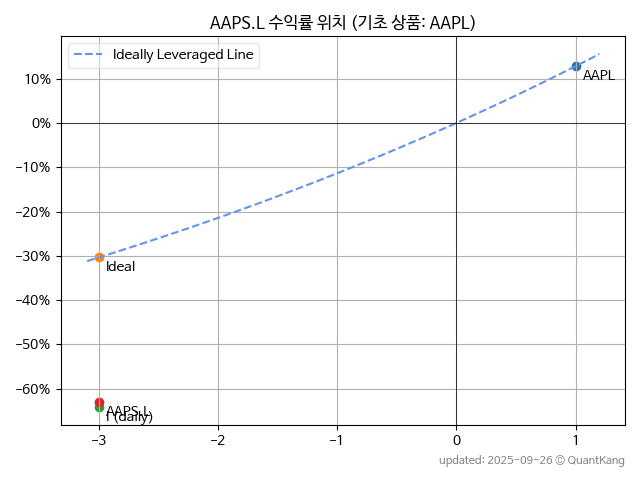 AAPS.L 수익률 위치 (기초 상품: AAPL)
Ideally Leveraged Line
10%
0%
−10%
−20%
−30%
−40%
−50%
−60%
AAPL
Ideal
AAPS.L
(daily)
−3
−2
−1
0
1
updated: 2025-09-26 © QuantKang